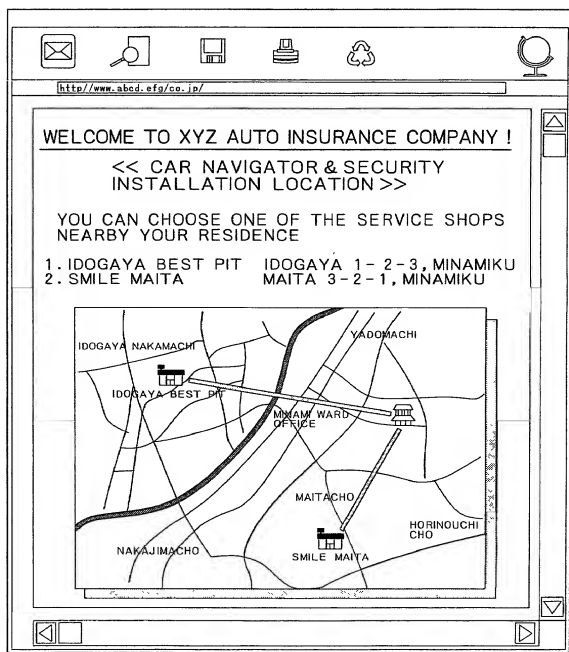 http//www.abcd.efg/co.jp/
WELCOME TO XYZ AUTO INSURANCE COMPANY !
<< CAR NAVIGATOR & SECURITY
INSTALLATION LOCATION >>
YOU CAN CHOOSE ONE OF THE SERVICE SHOPS
NEARBY YOUR RESIDENCE
1. IDOGAYA BEST PIT IDOGAYA 1-2-3, MINAMIKU
2. SMILE MAITA MAITA 3-2-1, MINAMIKU
YADOMACHI
IDOGAYA NAKAMACHI
IDOGAYA BEST PIT
MINAMI WARD
OFFICE
MAITACHO
HORINOUCHI
CHO
NAKAJIMACHO
SMILE MAITA